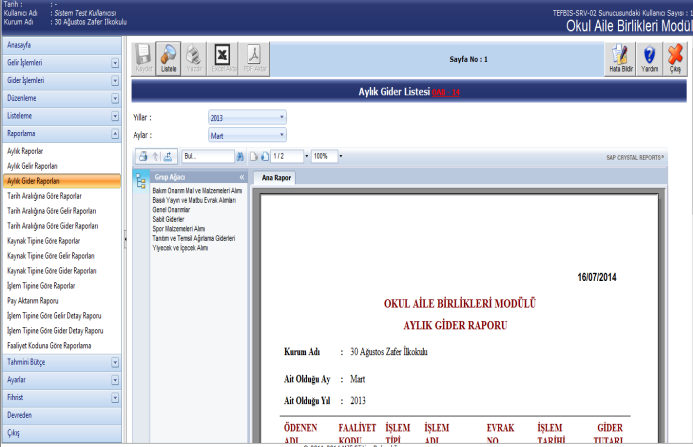 Tarih : : -
Kullanıcı Adı : Sistem Test Kullanıcısı
Kurum Adı : 30 Ağustos Zafer İlkokulu
TEFBIS-SRV-02 Sunucusundaki Kullanıcı Sayısı : 1
Okul Aile Birlikleri Modül
Anasayfa
Gelir İşlemleri
Gider İşlemleri
Düzenleme
Listeleme
Raporlama
Aylık Raporlar
Aylık Gelir Raporları
Aylık Gider Raporları
Tarih Aralığına Göre Raporlar
Tarih Aralığına Göre Gelir Raporları
Tarih Aralığına Göre Gider Raporları
Kaynak Tipine Göre Raporlar
Kaynak Tipine Göre Gelir Raporları
Kaynak Tipine Göre Gider Raporları
İşlem Tipine Göre Raporlar
Pay Aktarım Raporu
İşlem Tipine Göre Gelir Detay Raporu
İşlem Tipine Göre Gider Detay Raporu
Faaliyet Koduna Göre Raporlama
Tahmini Bütçe
Ayarlar
Fihrist
Devreden
Çıkış
Kaydet Listele Yazdır Excel Aktar PDF Aktar
Sayfa No : 1
Hata Bildir Yardım Çıkış
Aylık Gider Listesi OAB - 14
Yıllar : 2013
Aylar : Mart
Bul... 1 / 2 100%
SAP CRYSTAL REPORTS®
Grup Ağacı «
Bakım Onarım Mal ve Malzemeleri Alımı
Basılı Yayın ve Matbu Evrak Alımları
Genel Onarımlar
Sabit Giderler
Spor Malzemeleri Alımı
Tanıtım ve Temsil Ağırlama Giderleri
Yiyecek ve İçecek Alımı
Ana Rapor
16/07/2014
OKUL AİLE BİRLİKLERİ MODÜLÜ
AYLIK GİDER RAPORU
Kurum Adı : 30 Ağustos Zafer İlkokulu
Ait Olduğu Ay : Mart
Ait Olduğu Yıl : 2013
ÖDENEN FAALİYET İŞLEM İŞLEM EVRAK İŞLEM GİDER
ADI KODU TİPİ ADI NO TARİHİ TUTARI